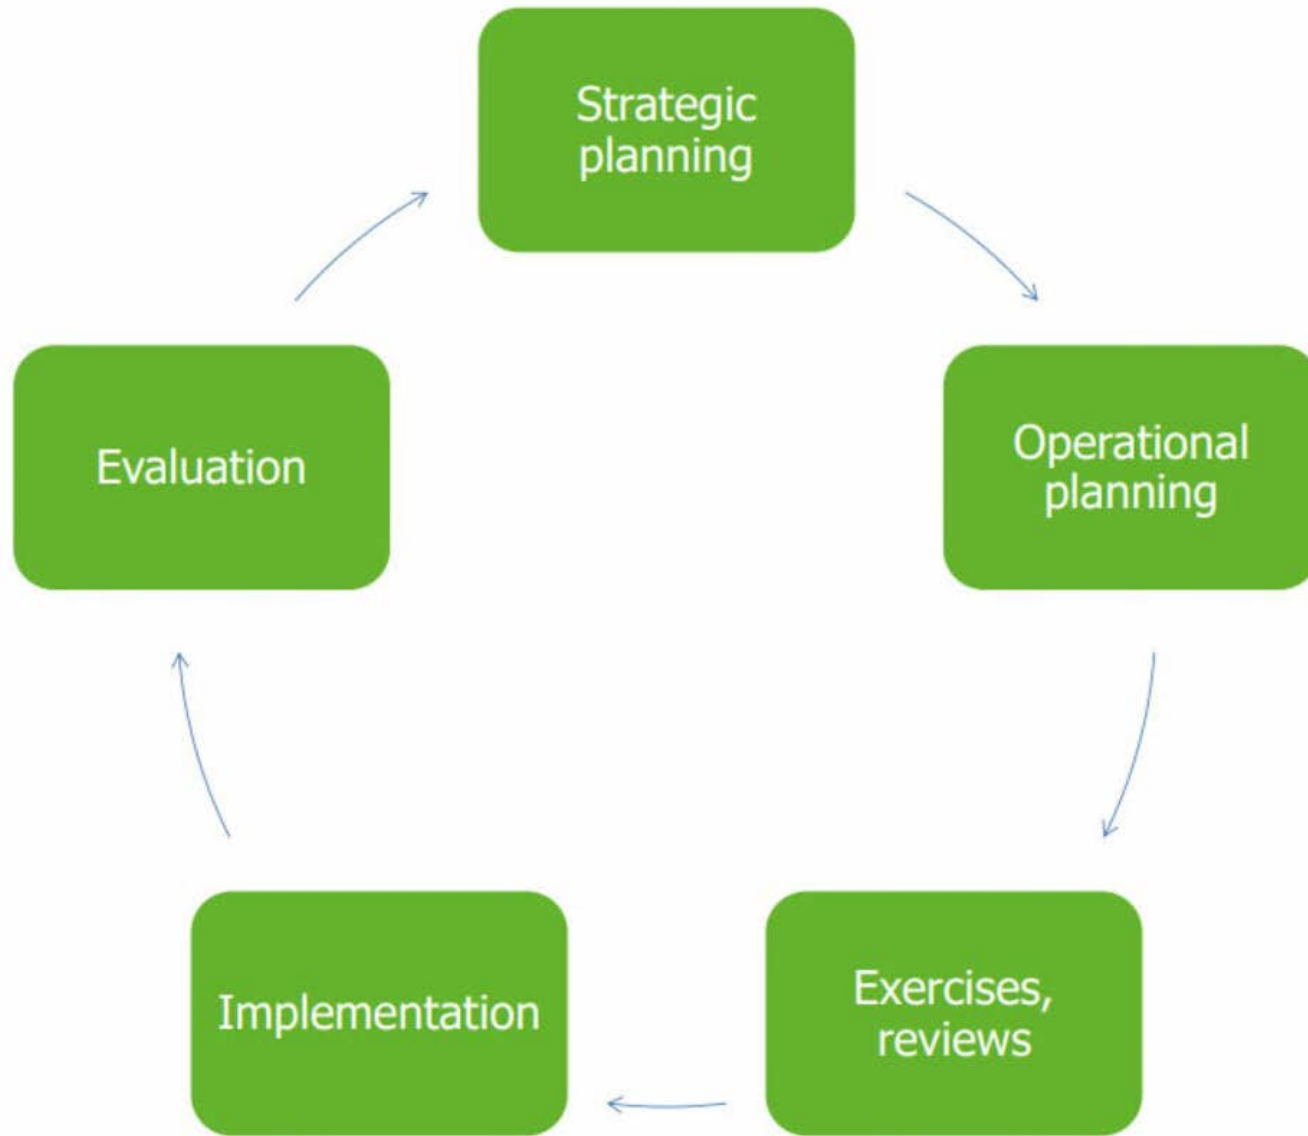 Strategic
planning
Operational
planning
Exercises,
reviews
Implementation
Evaluation